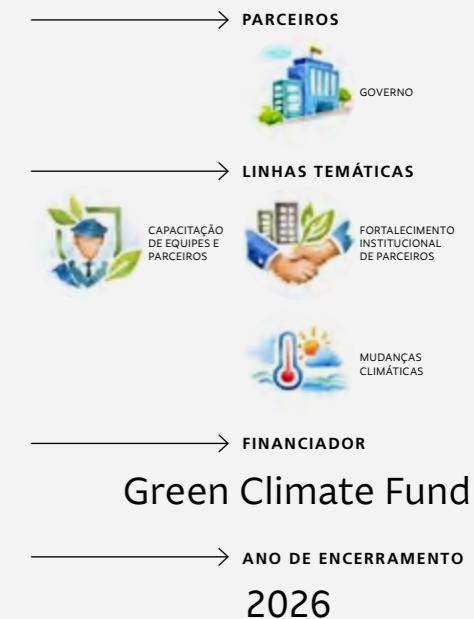 PARCEIROS
GOVERNO
LINHAS TEMÁTICAS
CAPACITAÇÃO
DE EQUIPES E
PARCEIROS
FORTALECIMENTO
INSTITUCIONAL
DE PARCEIROS
MUDANÇAS
CLIMÁTICAS
FINANCIADOR
Green Climate Fund
ANO DE ENCERRAMENTO
2026